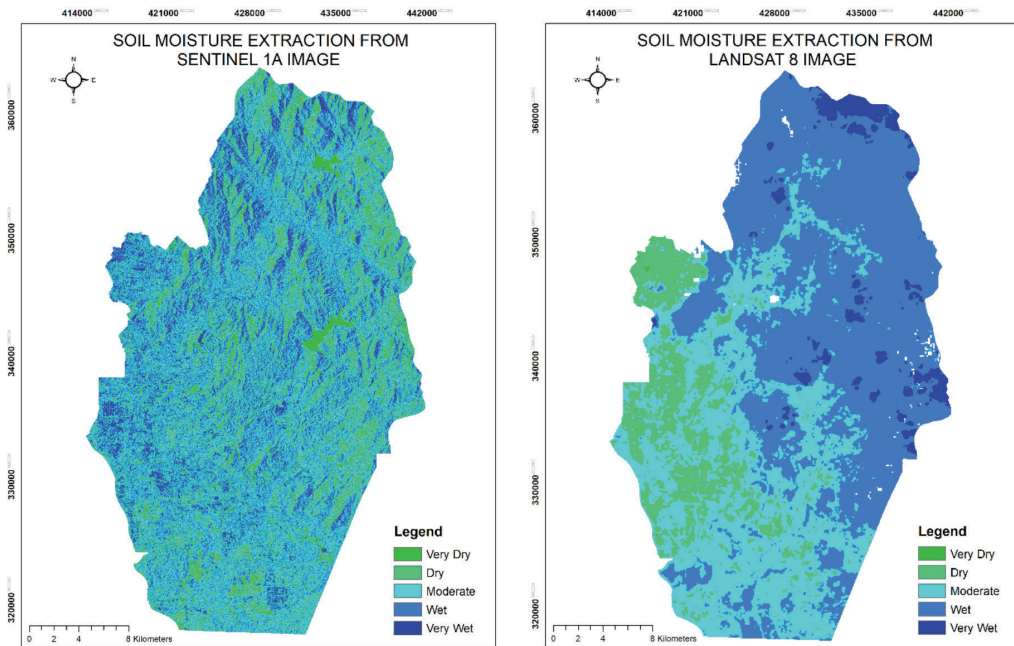 414000 421000 428000 435000 442000
SOIL MOISTURE EXTRACTION FROM
SENTINEL 1A IMAGE
N
W E
S
360000
350000
340000
330000
320000
Legend
Very Dry
Dry
Moderate
Wet
Very Wet
0 2 4 8 Kilometers
414000 421000 428000 435000 442000
SOIL MOISTURE EXTRACTION FROM
LANDSAT 8 IMAGE
N
W E
S
360000
350000
340000
330000
320000
Legend
Very Dry
Dry
Moderate
Wet
Very Wet
0 2 4 8 Kilometers